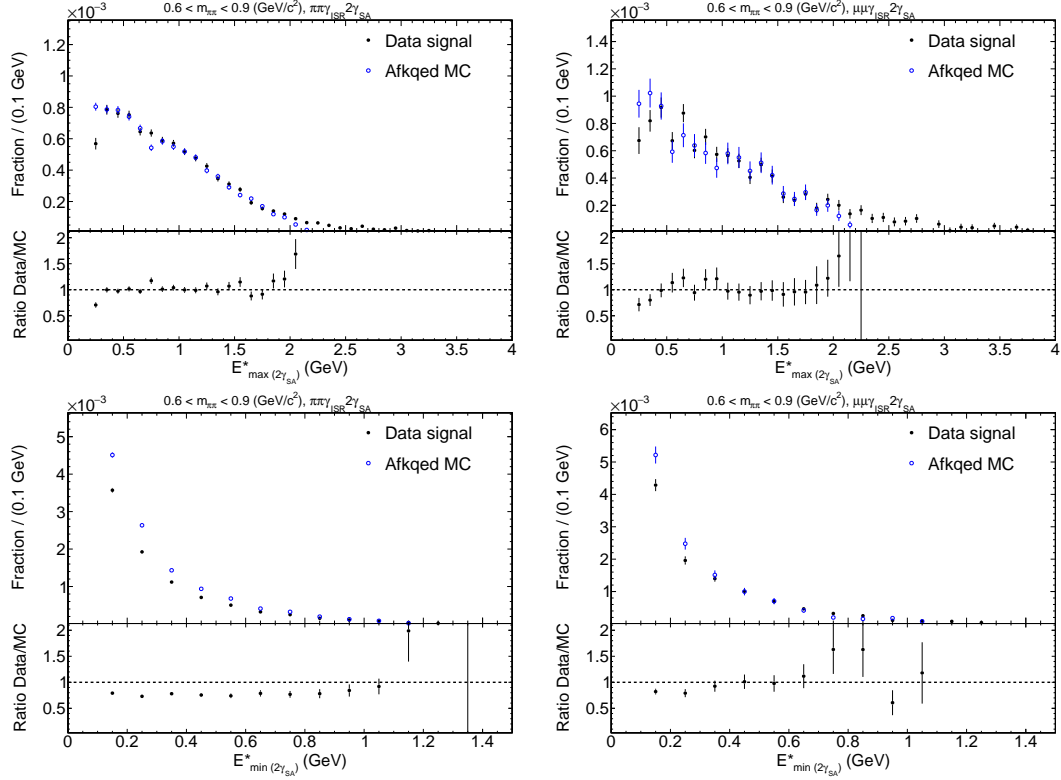 ×10⁻³ 0.6 < m_ππ < 0.9 (GeV/c²), ππγ_ISR 2γ_SA
Fraction / (0.1 GeV)
1.4
1.2
1
0.8
0.6
0.4
0.2
Data signal
Afkqed MC
Ratio Data/MC
2
1.5
1
0.5
0 0.5 1 1.5 2 2.5 3 3.5 4
E*_max (2γ_SA) (GeV)
×10⁻³ 0.6 < m_ππ < 0.9 (GeV/c²), μμγ_ISR 2γ_SA
Fraction / (0.1 GeV)
1.4
1.2
1
0.8
0.6
0.4
0.2
Data signal
Afkqed MC
Ratio Data/MC
2
1.5
1
0.5
0 0.5 1 1.5 2 2.5 3 3.5 4
E*_max (2γ_SA) (GeV)
×10⁻³ 0.6 < m_ππ < 0.9 (GeV/c²), ππγ_ISR 2γ_SA
Fraction / (0.1 GeV)
5
4
3
2
1
Data signal
Afkqed MC
Ratio Data/MC
2
1.5
1
0.5
0 0.2 0.4 0.6 0.8 1 1.2 1.4
E*_min (2γ_SA) (GeV)
×10⁻³ 0.6 < m_ππ < 0.9 (GeV/c²), μμγ_ISR 2γ_SA
Fraction / (0.1 GeV)
6
5
4
3
2
1
Data signal
Afkqed MC
Ratio Data/MC
2
1.5
1
0.5
0 0.2 0.4 0.6 0.8 1 1.2 1.4
E*_min (2γ_SA) (GeV)